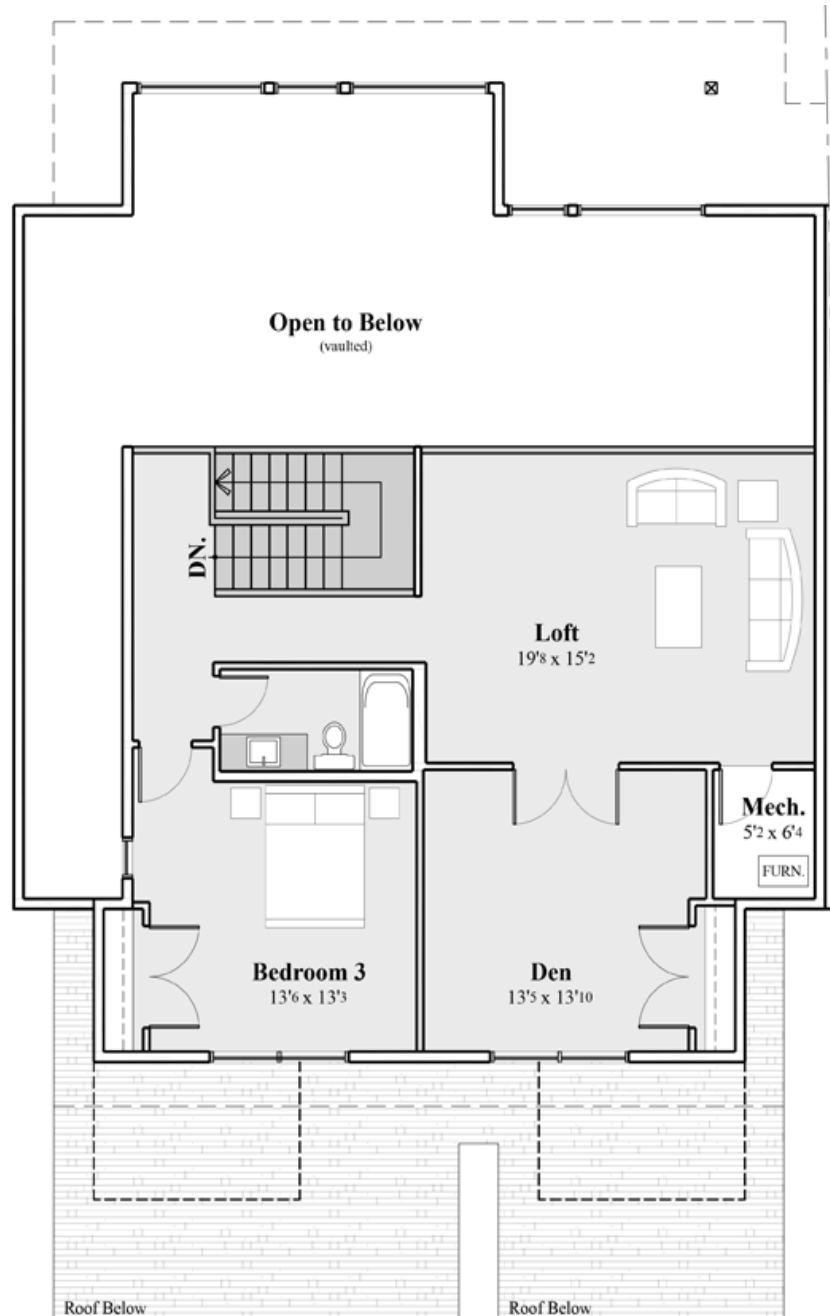 Open to Below
(vaulted)
DN.
Loft
19'8 x 15'2
Mech.
5'2 x 6'4
FURN.
Bedroom 3
13'6 x 13'3
Den
13'5 x 13'10
Roof Below
Roof Below